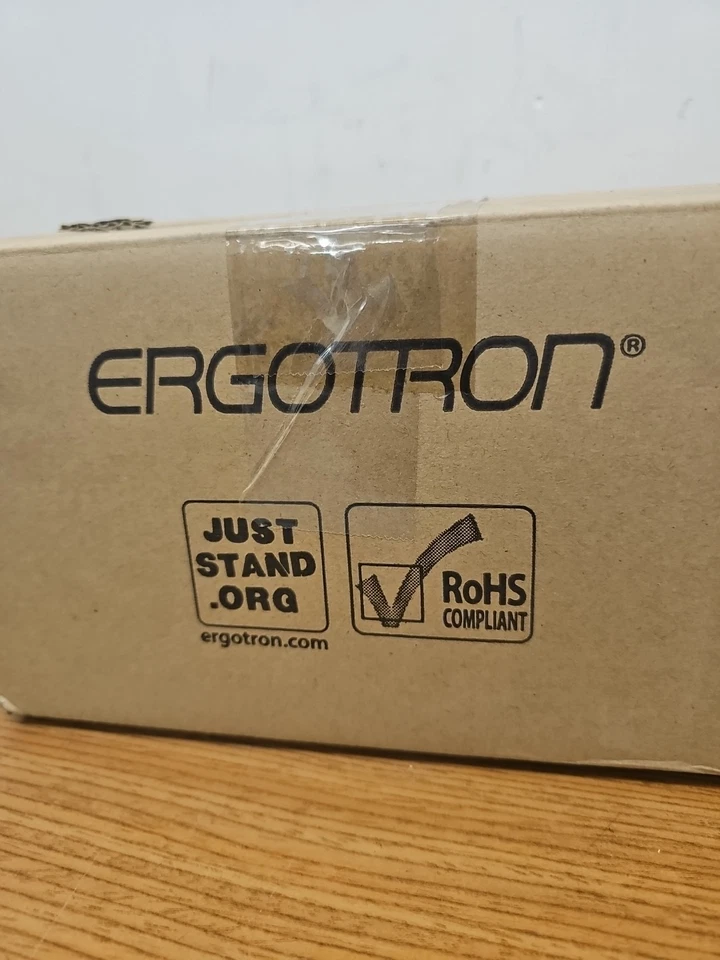 ERGOTRON®
JUST
STAND
.ORG
ergotron.com
RoHS
COMPLIANT